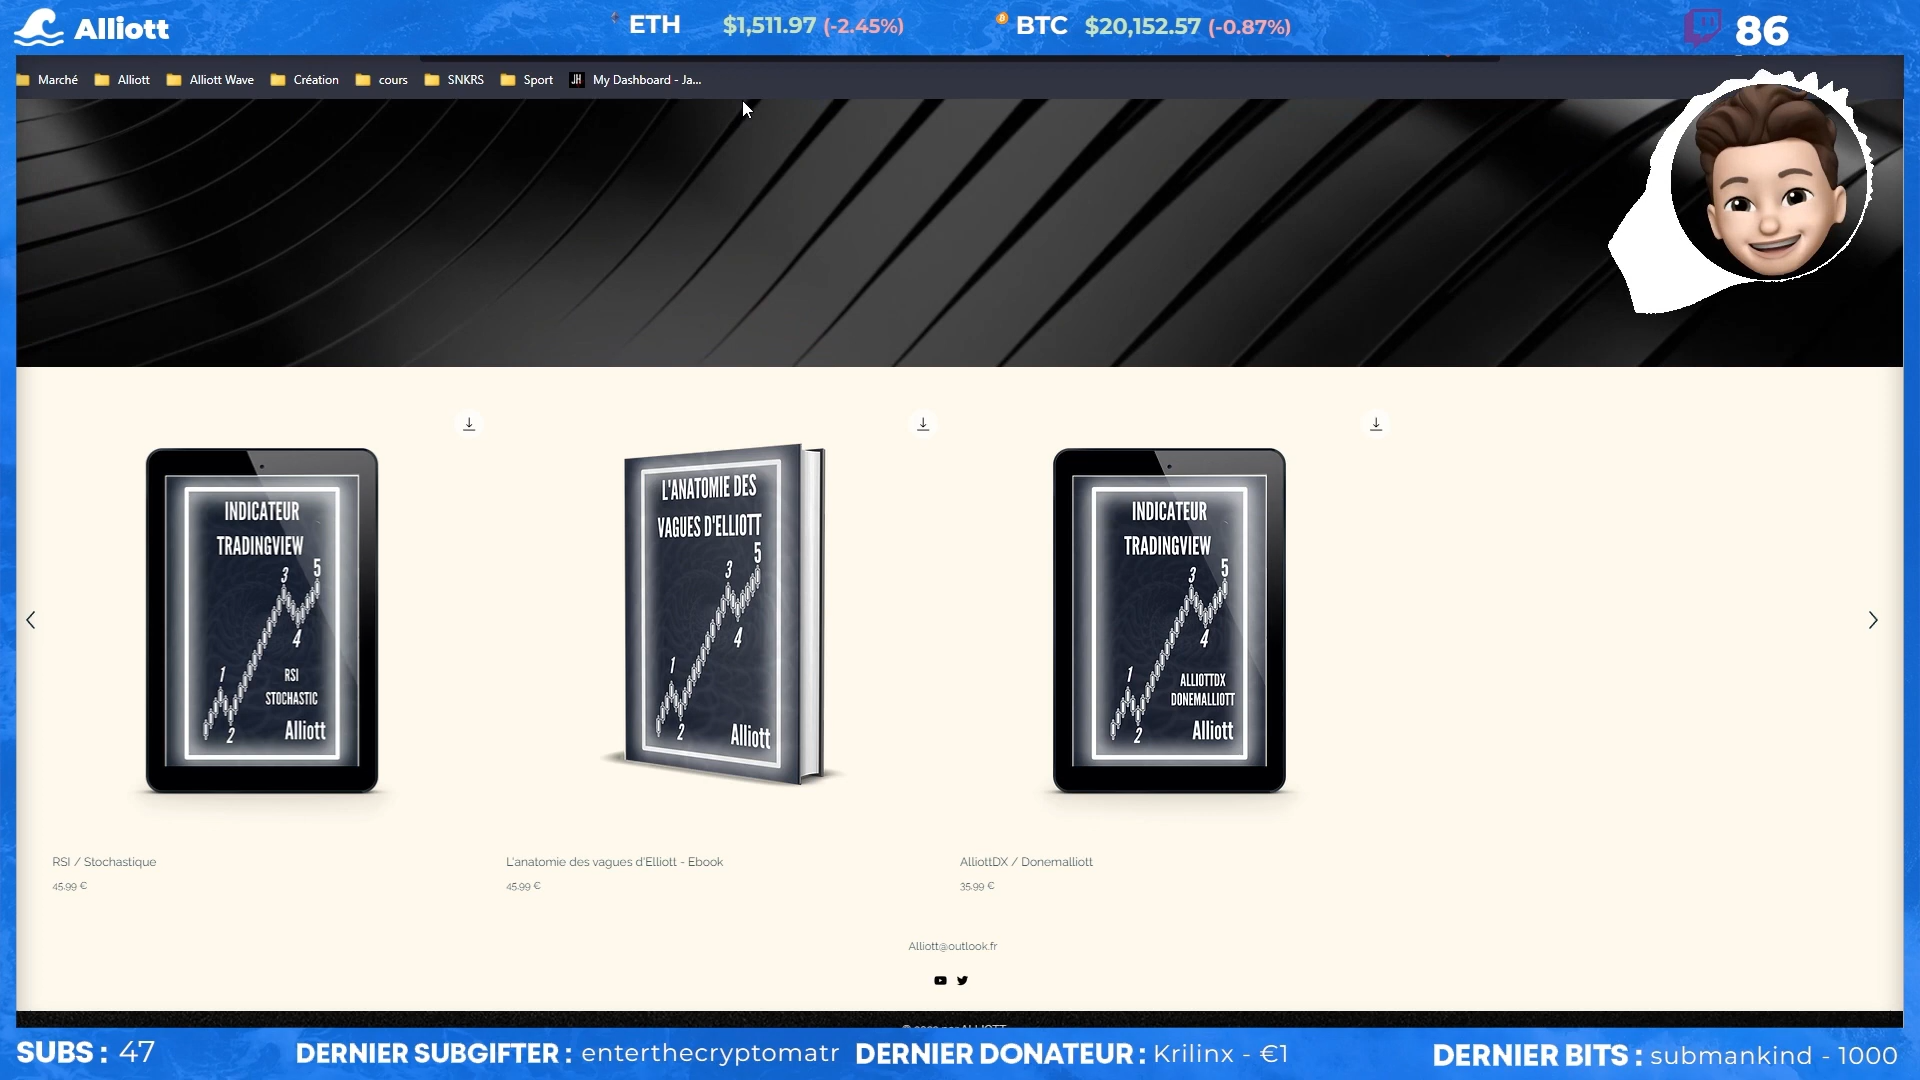 Alliott
ETH $1,511.97 (-2.45%)
BTC $20,152.57 (-0.87%)
86
Marché Alliott Alliott Wave Création cours SNKRS Sport My Dashboard - Ja...
INDICATEUR
TRADINGVIEW
5
3
4
1
2
RSI
STOCHASTIC
Alliott
L'ANATOMIE DES
VAGUES D'ELLIOTT
5
3
4
1
2
Alliott
INDICATEUR
TRADINGVIEW
5
3
4
1
2
ALLIOTTDX
DONEMALLIOTT
Alliott
RSI / Stochastique
45,99 €
L'anatomie des vagues d'Elliott - Ebook
45,99 €
AlliottDX / Donemalliott
35,99 €
Alliott@outlook.fr
SUBS : 47
DERNIER SUBGIFTER : enterthecryptomatr
DERNIER DONATEUR : Krilinx - €1
DERNIER BITS : submankind - 1000